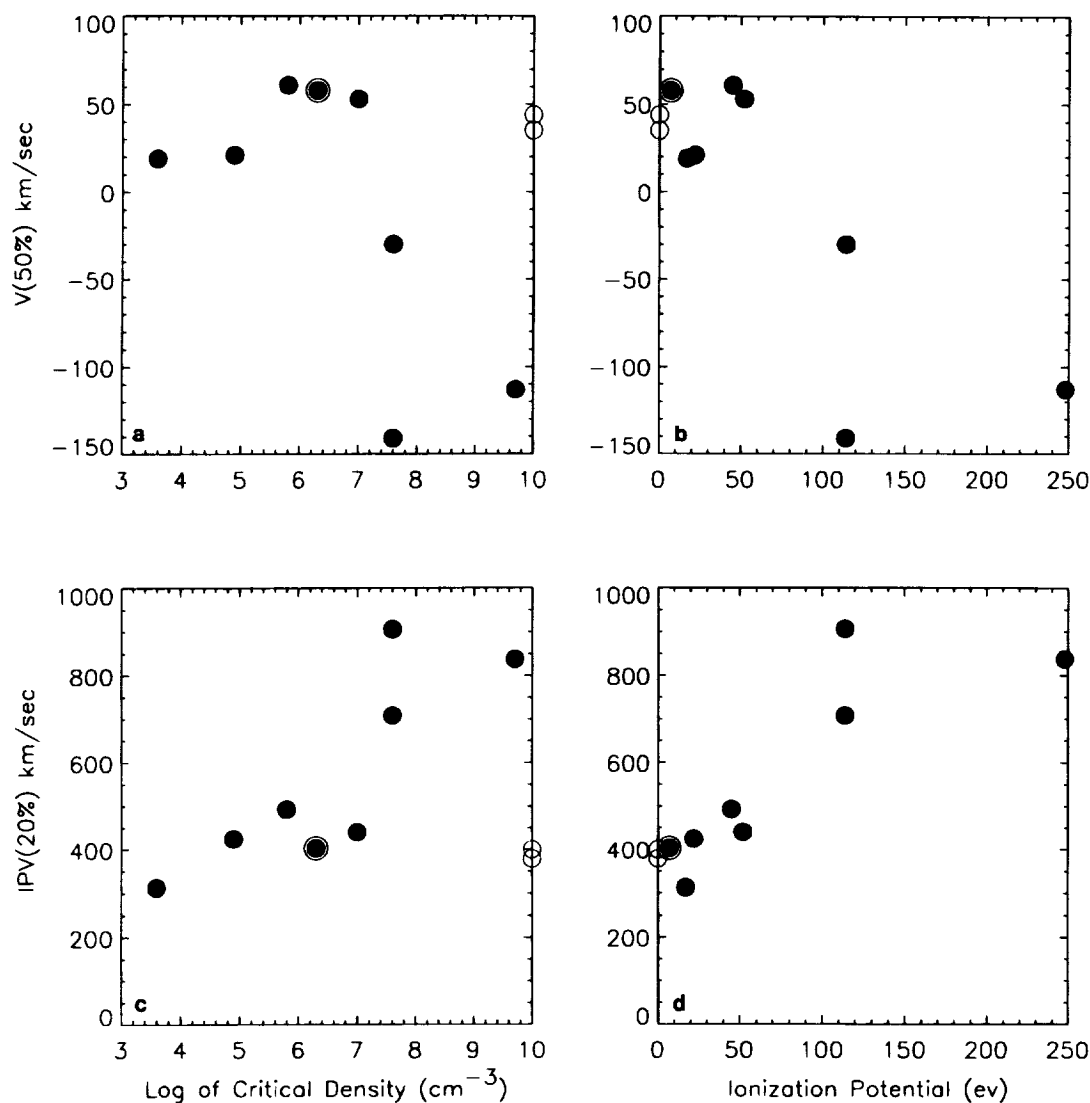 V(50%) km/sec
100
50
0
−50
−100
−150
a
3 4 5 6 7 8 9 10
100
50
0
−50
−100
−150
b
0 50 100 150 200 250
IPV(20%) km/sec
1000
800
600
400
200
0
c
3 4 5 6 7 8 9 10
Log of Critical Density (cm⁻³)
1000
800
600
400
200
0
d
0 50 100 150 200 250
Ionization Potential (ev)